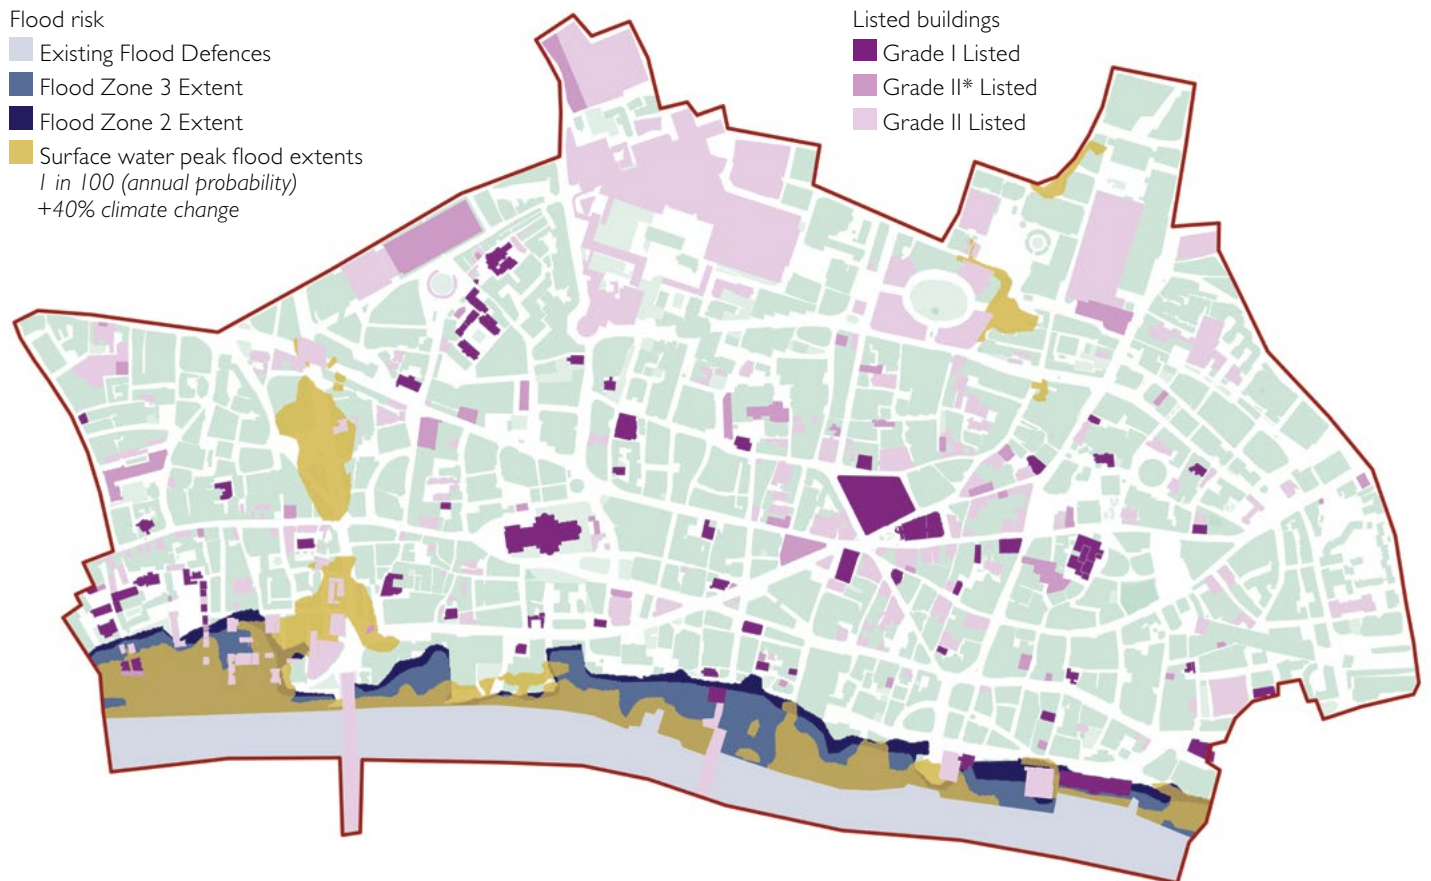 Flood risk
Existing Flood Defences
Flood Zone 3 Extent
Flood Zone 2 Extent
Surface water peak flood extents
1 in 100 (annual probability)
+40% climate change
Listed buildings
Grade I Listed
Grade II* Listed
Grade II Listed